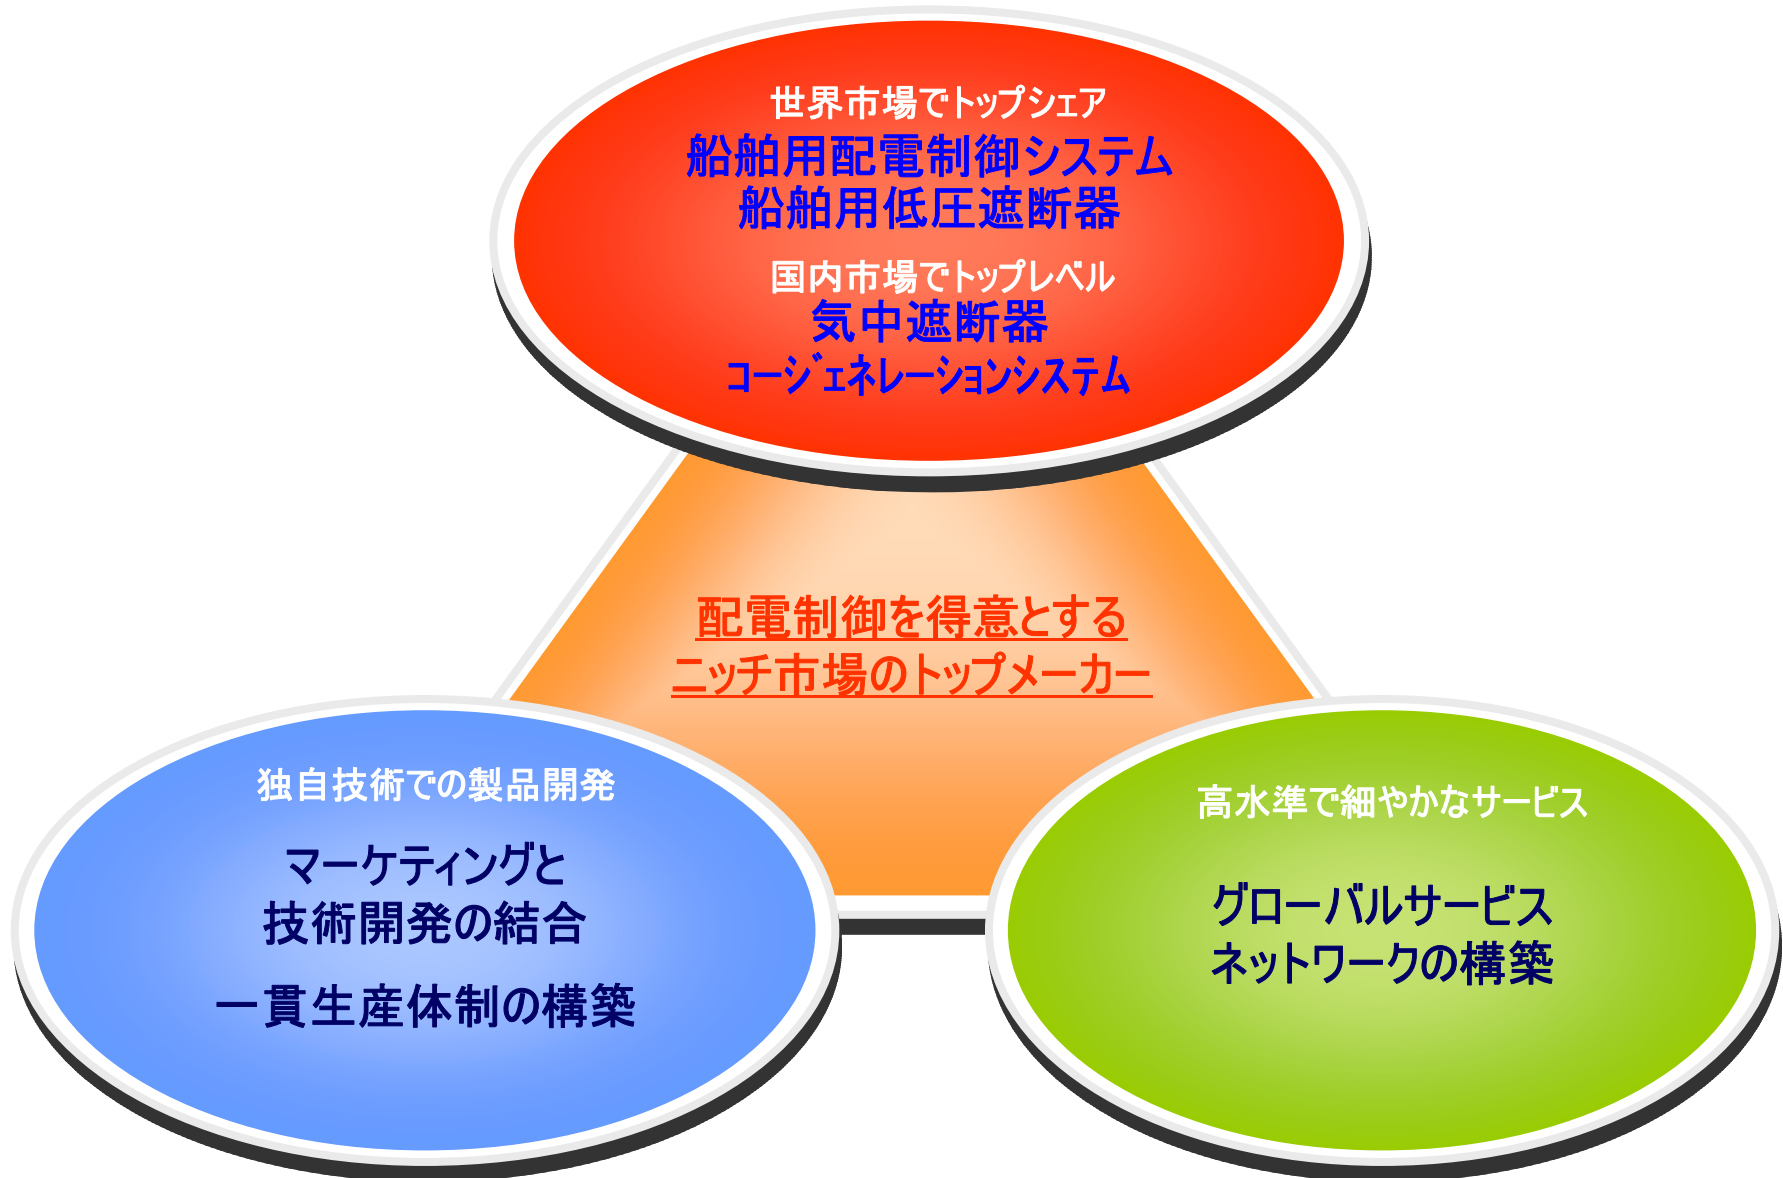 世界市場でトップシェア
船舶用配電制御システム
船舶用低圧遮断器
国内市場でトップレベル
気中遮断器
コージェネレーションシステム
配電制御を得意とする
ニッチ市場のトップメーカー
独自技術での製品開発
マーケティングと
技術開発の結合
一貫生産体制の構築
高水準で細やかなサービス
グローバルサービス
ネットワークの構築